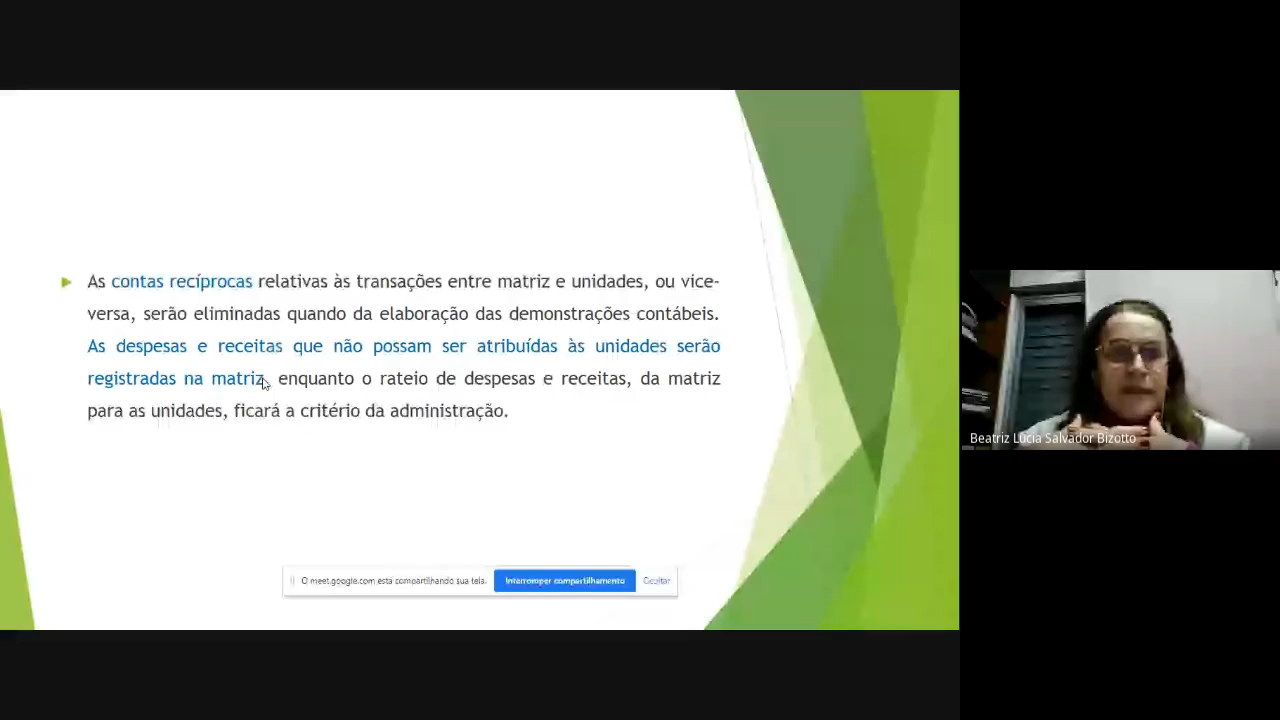 As contas recíprocas relativas às transações entre matriz e unidades, ou vice-
versa, serão eliminadas quando da elaboração das demonstrações contábeis.
As despesas e receitas que não possam ser atribuídas às unidades serão
registradas na matriz, enquanto o rateio de despesas e receitas, da matriz
para as unidades, ficará a critério da administração.
O meet.google.com está compartilhando sua tela.
Interromper compartilhamento
Ocultar
Beatriz Lúcia Salvador Bizotto